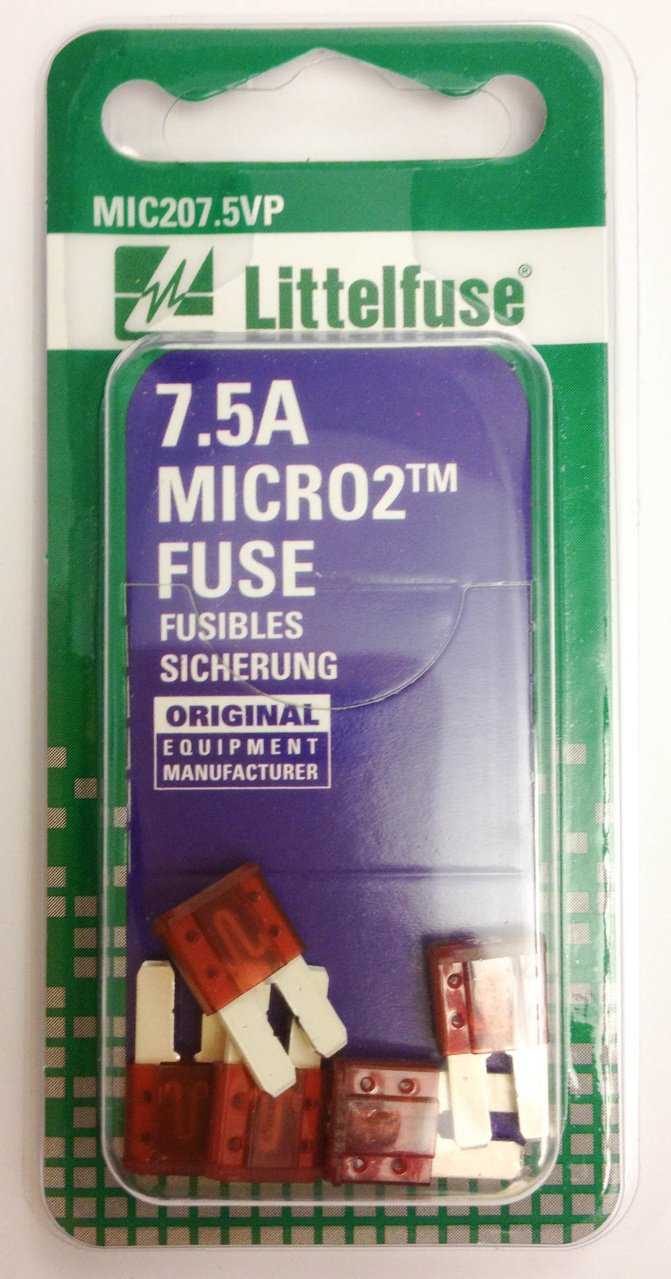 MIC207.5VP
Littelfuse®
7.5A
MICRO2™
FUSE
FUSIBLES
SICHERUNG
ORIGINAL
EQUIPMENT
MANUFACTURER